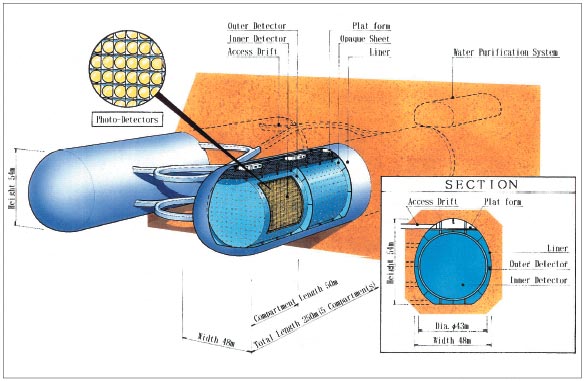 Outer Detector
Inner Detector
Access Drift
Plat form
Opaque Sheet
Liner
Water Purification System
Photo-Detectors
Height 54m
Compartment Length 50m
Total Length 250m(5 Compartments)
Width 48m
SECTION
Access Drift
Plat form
Height 54m
Liner
Outer Detector
Inner Detector
Dia.φ43m
Width 48m